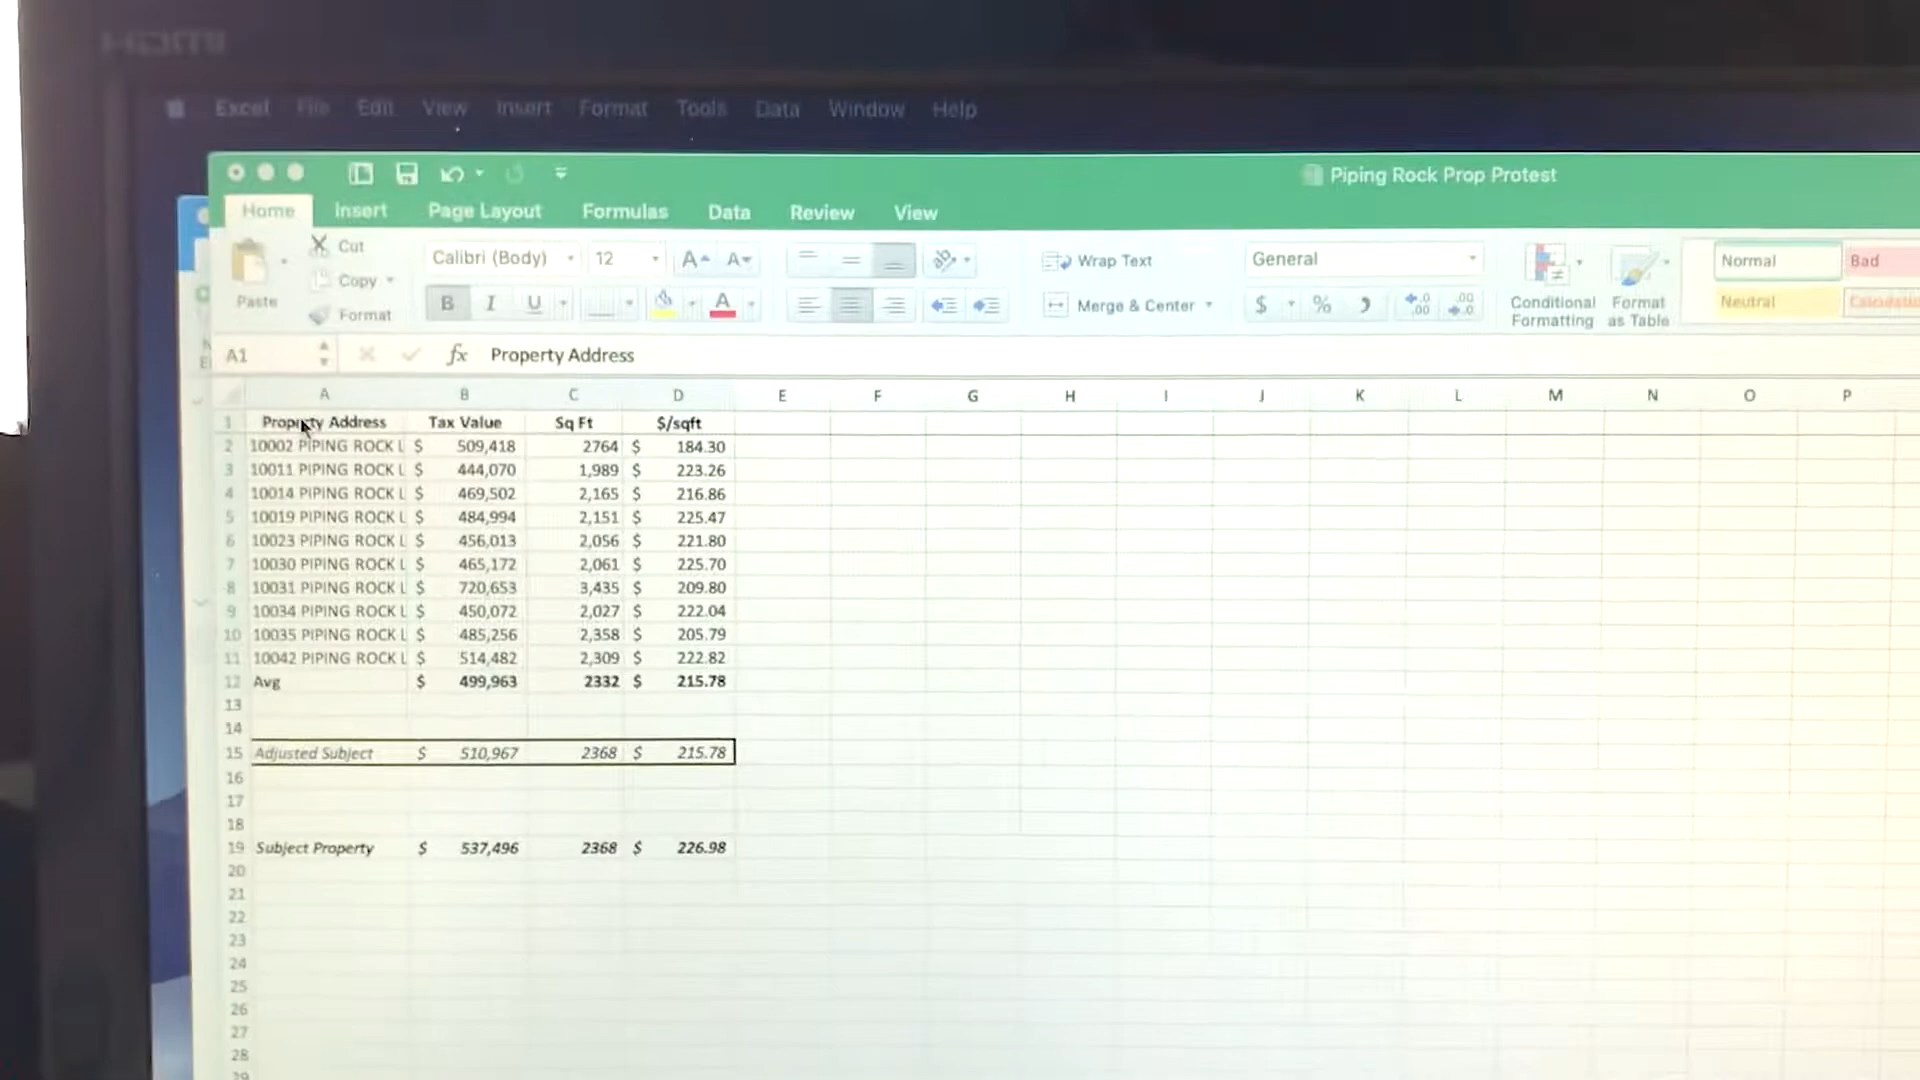 HDMI
Excel File Edit View Insert Format Tools Data Window Help
Piping Rock Prop Protest
Home Insert Page Layout Formulas Data Review View
Paste
Cut
Copy
Format
Calibri (Body) 12
B I U
Wrap Text
Merge & Center
General
$ %
Conditional Formatting
Format as Table
Normal Bad
Neutral
A1 fx Property Address
A B C D E F G H I J K L M N O P
1 Property Address Tax Value Sq Ft $/sqft
2 10002 PIPING ROCK L $ 509,418 2764 $ 184.30
3 10011 PIPING ROCK L $ 444,070 1,989 $ 223.26
4 10014 PIPING ROCK L $ 469,502 2,165 $ 216.86
5 10019 PIPING ROCK L $ 484,994 2,151 $ 225.47
6 10023 PIPING ROCK L $ 456,013 2,056 $ 221.80
7 10030 PIPING ROCK L $ 465,172 2,061 $ 225.70
8 10031 PIPING ROCK L $ 720,653 3,435 $ 209.80
9 10034 PIPING ROCK L $ 450,072 2,027 $ 222.04
10 10035 PIPING ROCK L $ 485,256 2,358 $ 205.79
11 10042 PIPING ROCK L $ 514,482 2,309 $ 222.82
12 Avg $ 499,963 2332 $ 215.78
13
14
15 Adjusted Subject $ 510,967 2368 $ 215.78
16
17
18
19 Subject Property $ 537,496 2368 $ 226.98
20
21
22
23
24
25
26
27
28
29